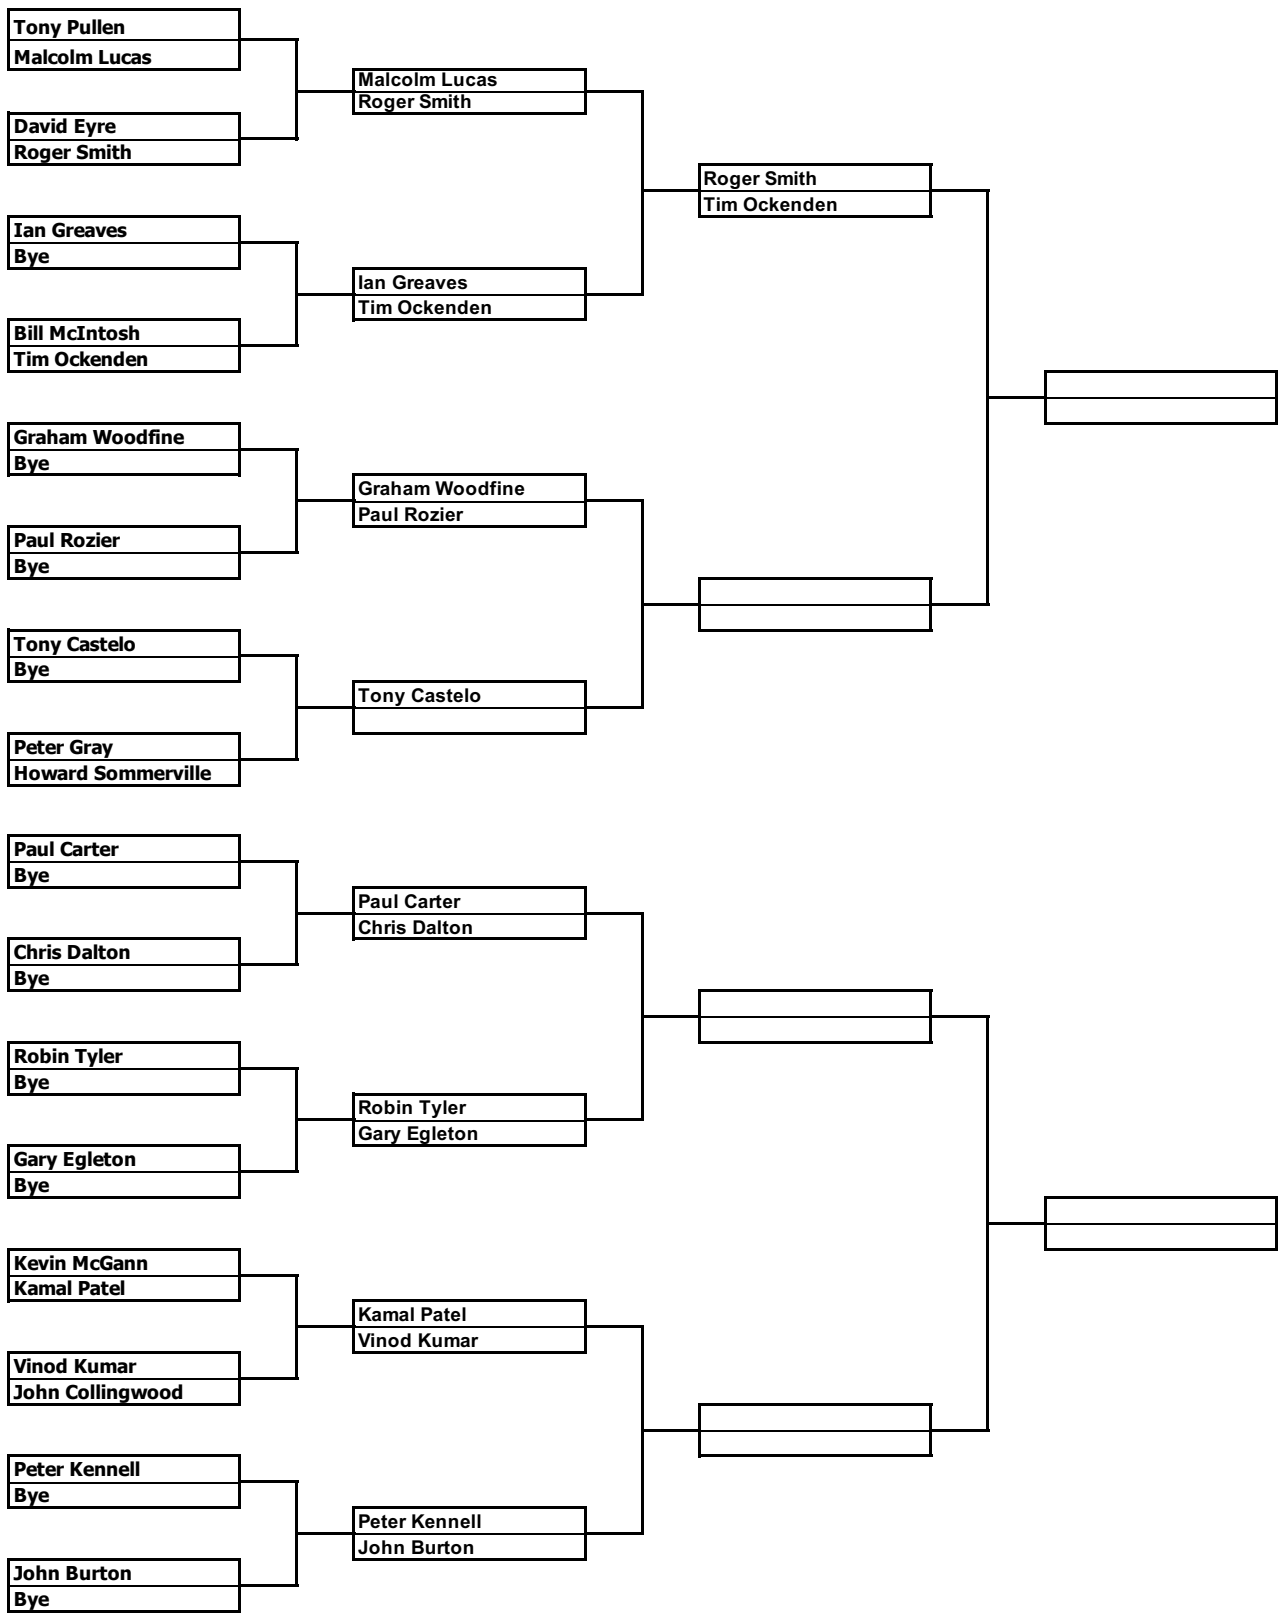 Tony Pullen
Malcolm Lucas
David Eyre
Roger Smith
Ian Greaves
Bye
Bill McIntosh
Tim Ockenden
Graham Woodfine
Bye
Paul Rozier
Bye
Tony Castelo
Bye
Peter Gray
Howard Sommerville
Paul Carter
Bye
Chris Dalton
Bye
Robin Tyler
Bye
Gary Egleton
Bye
Kevin McGann
Kamal Patel
Vinod Kumar
John Collingwood
Peter Kennell
Bye
John Burton
Bye
Malcolm Lucas
Roger Smith
Ian Greaves
Tim Ockenden
Graham Woodfine
Paul Rozier
Tony Castelo
Paul Carter
Chris Dalton
Robin Tyler
Gary Egleton
Kamal Patel
Vinod Kumar
Peter Kennell
John Burton
Roger Smith
Tim Ockenden